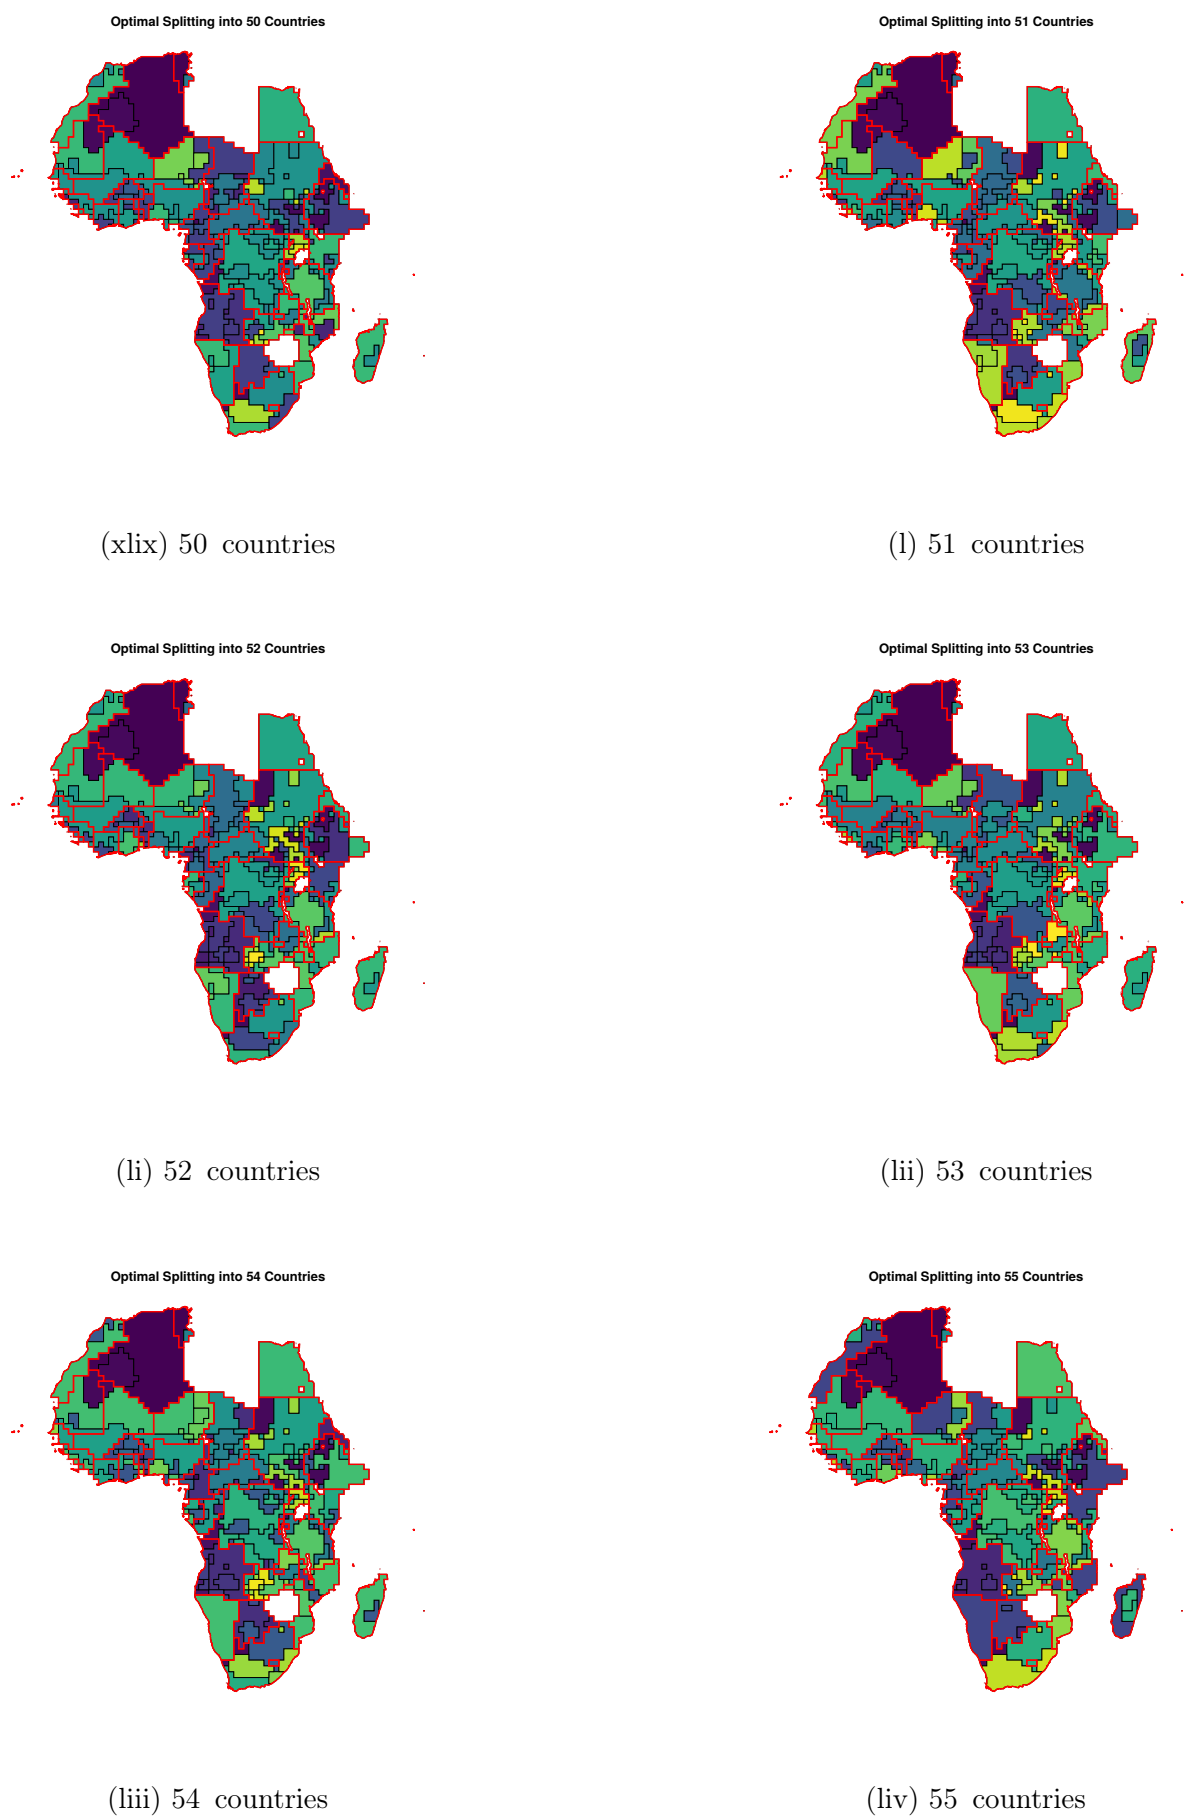 Optimal Splitting into 50 Countries
Optimal Splitting into 51 Countries
(xlix) 50 countries
(l) 51 countries
Optimal Splitting into 52 Countries
Optimal Splitting into 53 Countries
(li) 52 countries
(lii) 53 countries
Optimal Splitting into 54 Countries
Optimal Splitting into 55 Countries
(liii) 54 countries
(liv) 55 countries